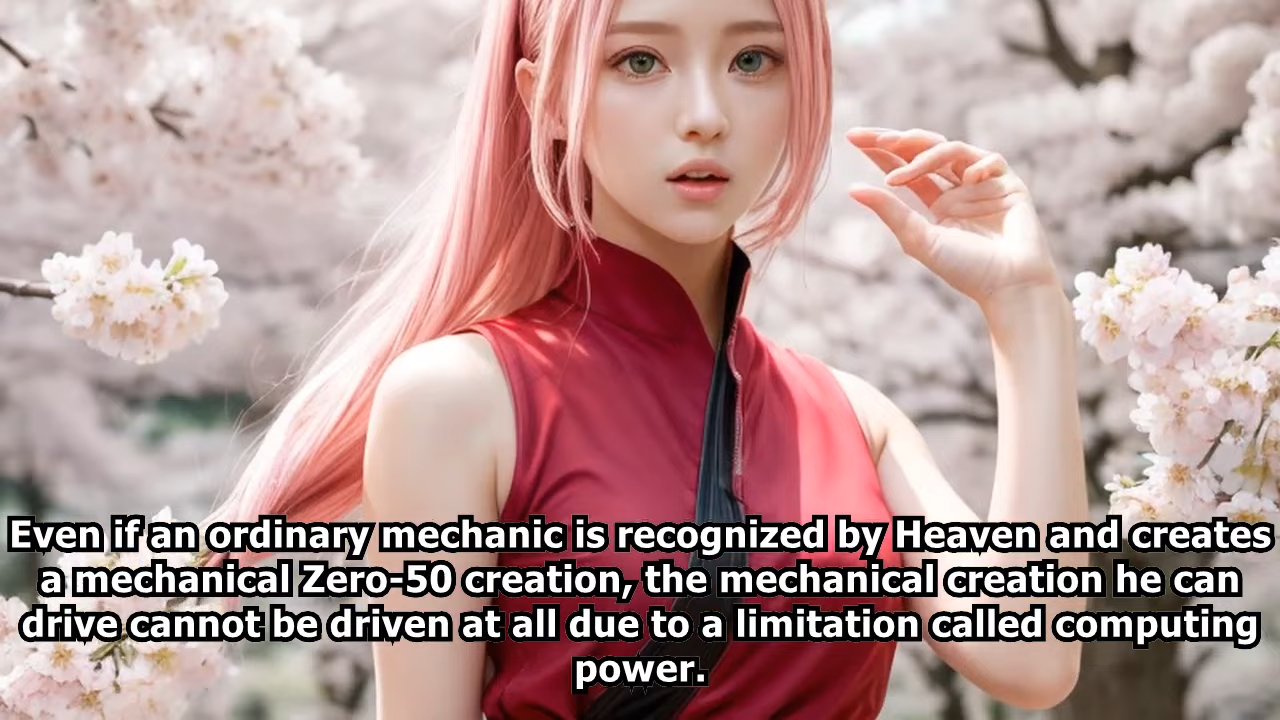 Even if an ordinary mechanic is recognized by Heaven and creates
a mechanical Zero-50 creation, the mechanical creation he can
drive cannot be driven at all due to a limitation called computing
power.